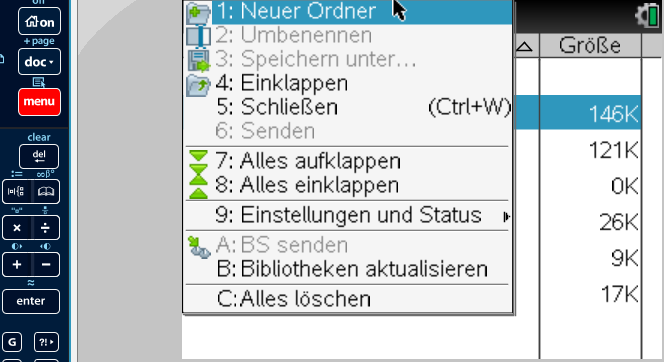 on
on
+ page
doc
menu
clear
del
:=
∞β°
×
÷
+
−
≈
enter
G
?!
1: Neuer Ordner
2: Umbenennen
3: Speichern unter...
4: Einklappen
5: Schließen (Ctrl+W)
6: Senden
7: Alles aufklappen
8: Alles einklappen
9: Einstellungen und Status
A: BS senden
B: Bibliotheken aktualisieren
C: Alles löschen
Größe
146K
121K
0K
26K
9K
17K